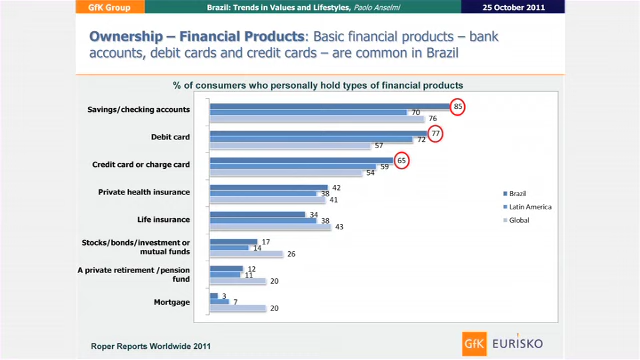 GfK Group
Brazil: Trends in Values and Lifestyles, Paolo Anselmi
25 October 2011
Ownership – Financial Products: Basic financial products – bank
accounts, debit cards and credit cards – are common in Brazil
% of consumers who personally hold types of financial products
Savings/checking accounts
85
70
76
Debit card
77
72
57
Credit card or charge card
65
59
54
Private health insurance
42
38
41
Life insurance
34
38
43
Stocks/bonds/investment or
mutual funds
17
14
26
A private retirement /pension
fund
12
11
20
Mortgage
3
7
20
Brazil
Latin America
Global
Roper Reports Worldwide 2011
GfK EURISKO